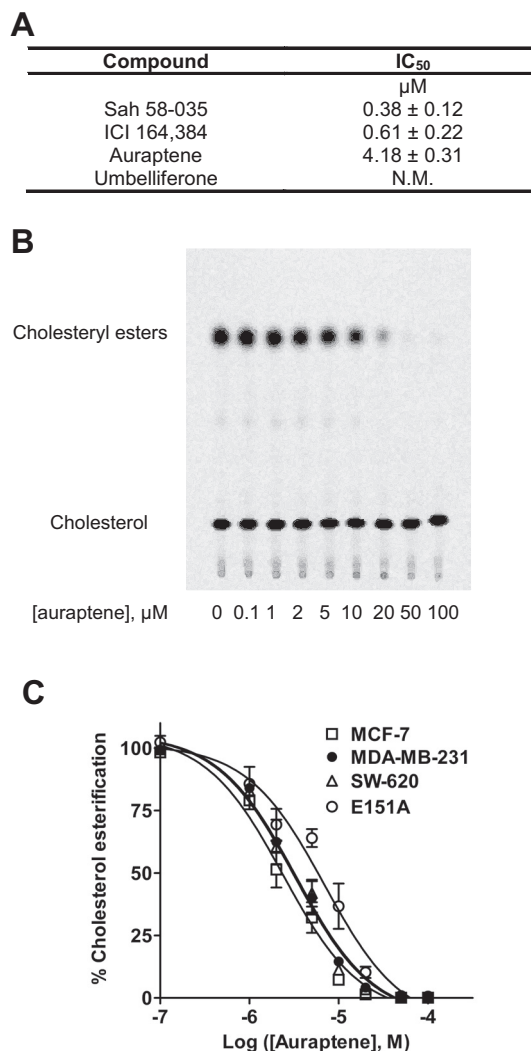 A
Compound IC50
µM
Sah 58-035 0.38 ± 0.12
ICI 164,384 0.61 ± 0.22
Auraptene 4.18 ± 0.31
Umbelliferone N.M.
B
Cholesteryl esters
Cholesterol
[auraptene], µM 0 0.1 1 2 5 10 20 50 100
C
% Cholesterol esterification
100
75
50
25
0
MCF-7
MDA-MB-231
SW-620
E151A
-7 -6 -5 -4
Log ([Auraptene], M)